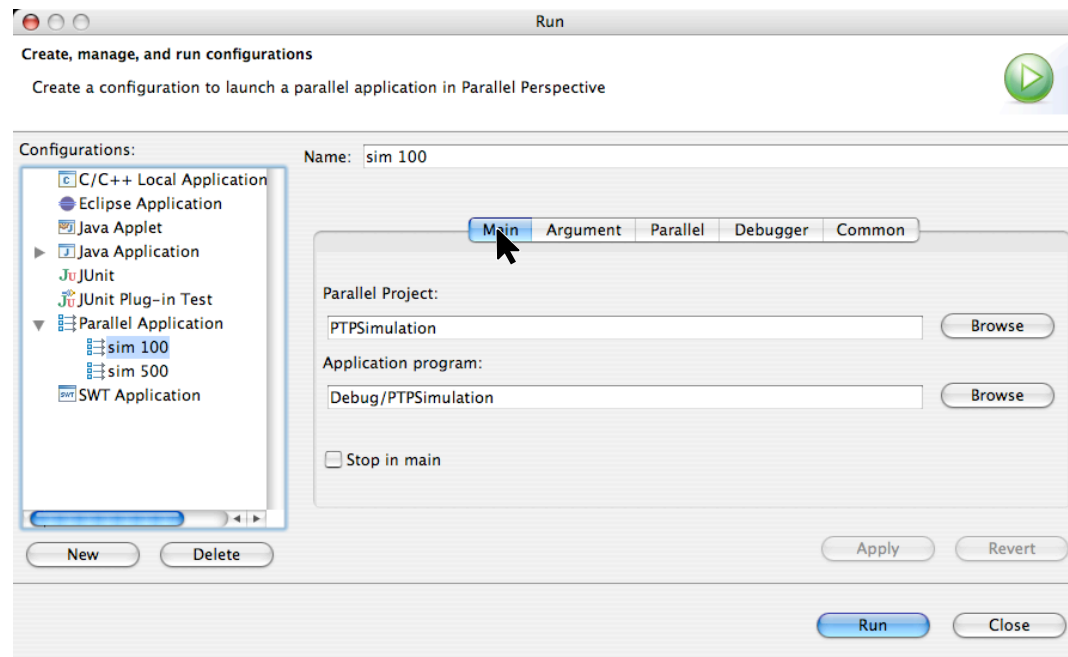 Run
Create, manage, and run configurations
Create a configuration to launch a parallel application in Parallel Perspective
Configurations:
C/C++ Local Application
Eclipse Application
Java Applet
Java Application
JUnit
JUnit Plug-in Test
Parallel Application
sim 100
sim 500
SWT Application
New Delete
Name: sim 100
Main Argument Parallel Debugger Common
Parallel Project:
PTPSimulation Browse
Application program:
Debug/PTPSimulation Browse
Stop in main
Apply Revert
Run Close